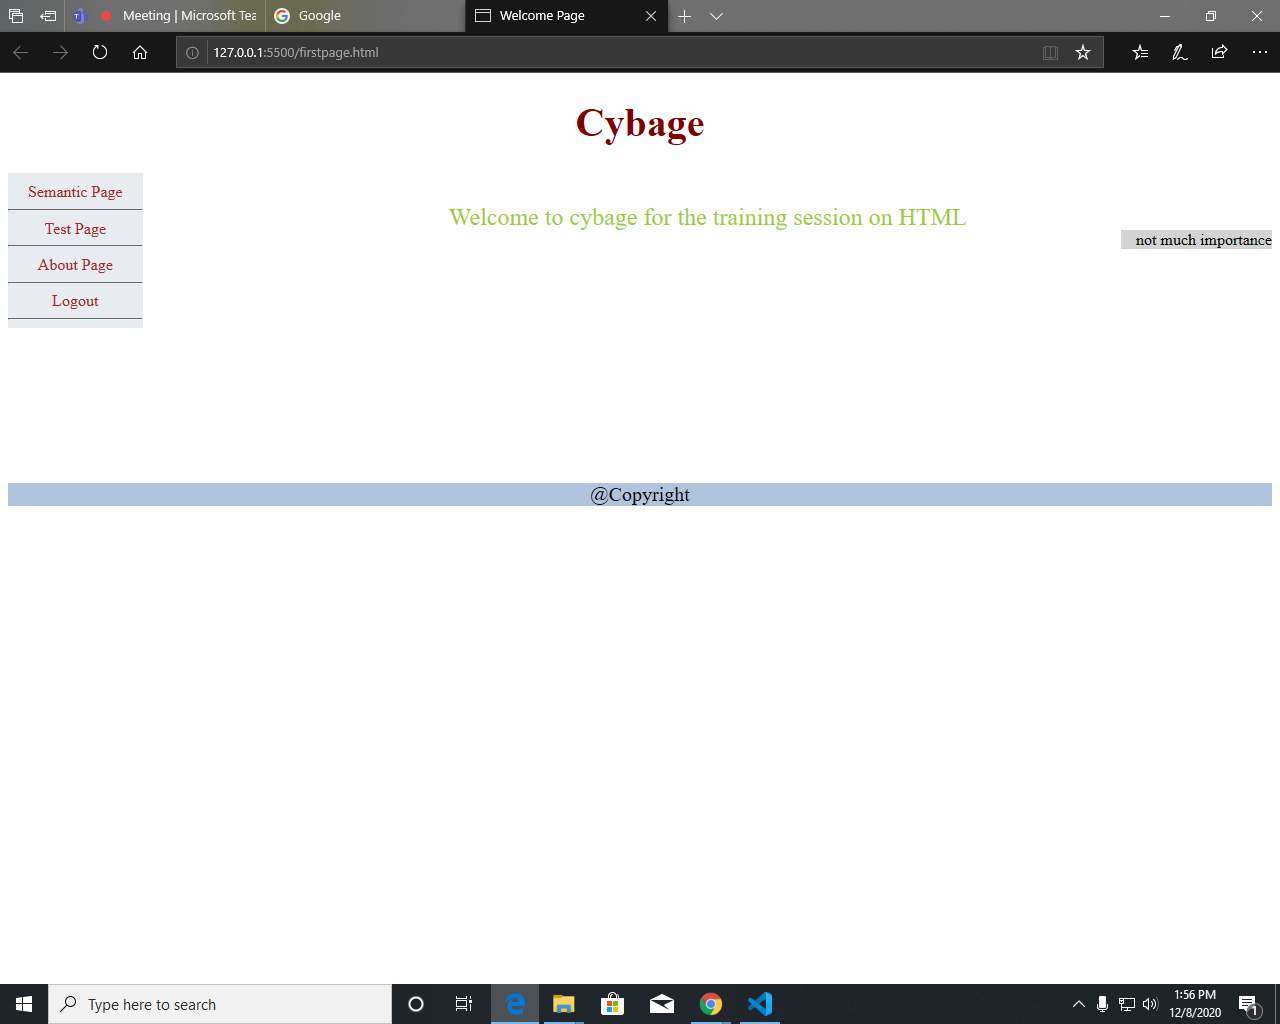 Meeting | Microsoft Tea
Google
Welcome Page
127.0.0.1:5500/firstpage.html
Cybage
Semantic Page
Test Page
About Page
Logout
Welcome to cybage for the training session on HTML
not much importance
@Copyright
Type here to search
1:56 PM
12/8/2020
1